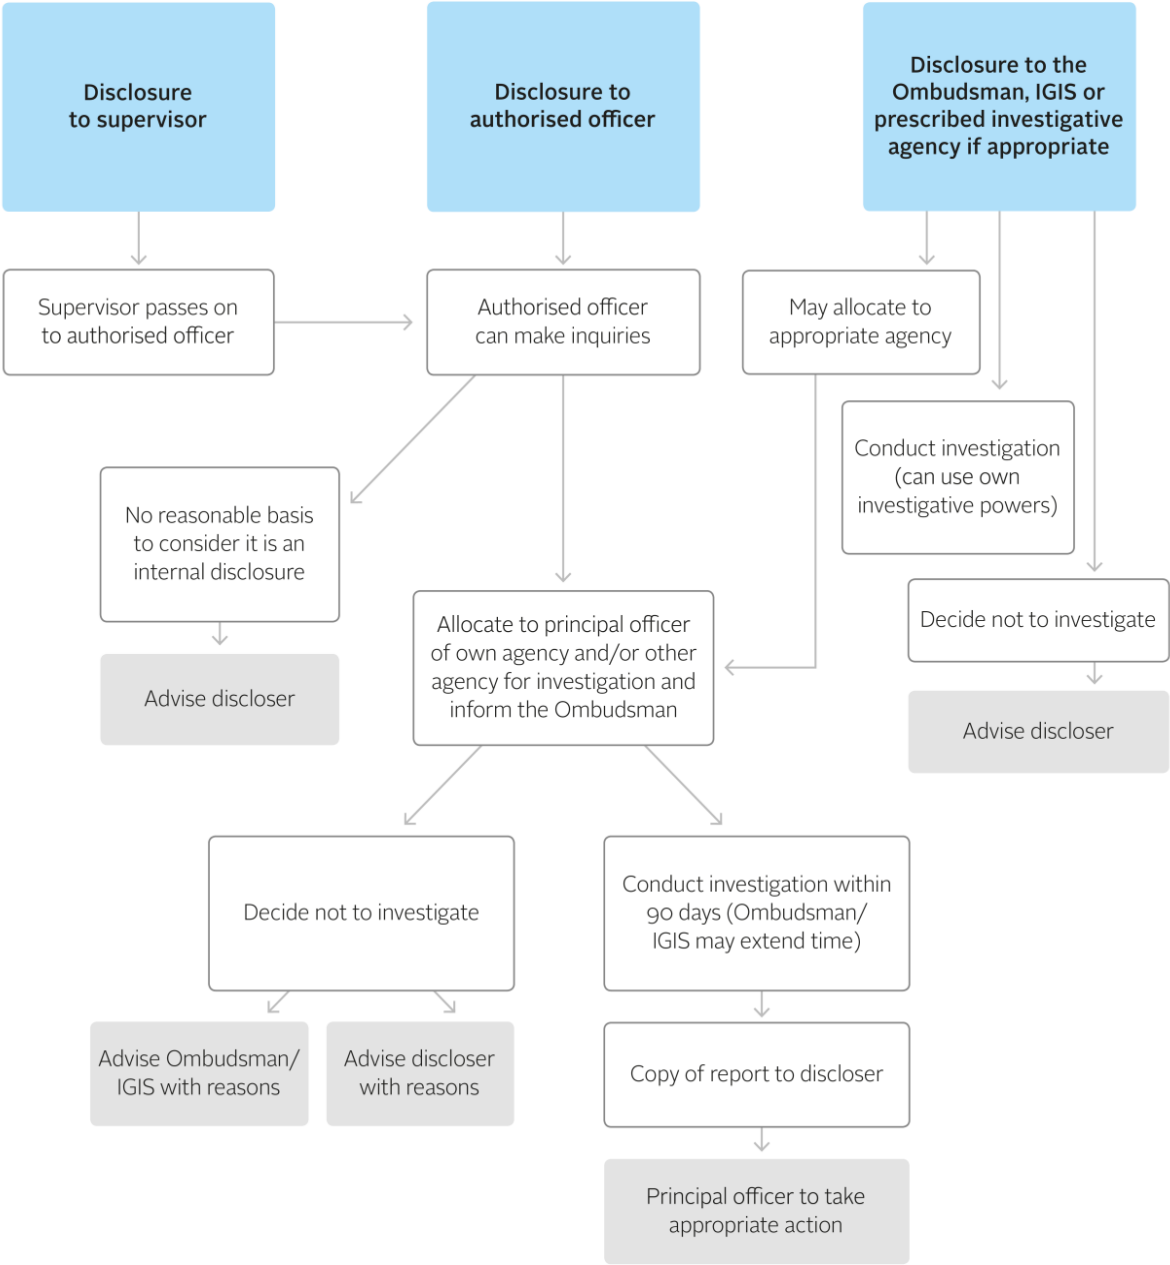 Disclosure
to supervisor
Disclosure to
authorised officer
Disclosure to the
Ombudsman, IGIS or
prescribed investigative
agency if appropriate
Supervisor passes on
to authorised officer
Authorised officer
can make inquiries
May allocate to
appropriate agency
Conduct investigation
(can use own
investigative powers)
No reasonable basis
to consider it is an
internal disclosure
Decide not to investigate
Allocate to principal officer
of own agency and/or other
agency for investigation and
inform the Ombudsman
Advise discloser
Advise discloser
Decide not to investigate
Conduct investigation within
90 days (Ombudsman/
IGIS may extend time)
Advise Ombudsman/
IGIS with reasons
Advise discloser
with reasons
Copy of report to discloser
Principal officer to take
appropriate action